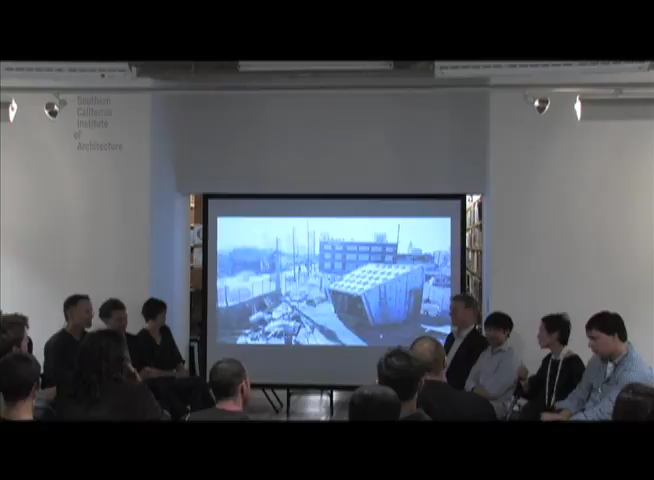 Southern
California
Institute
of
Architecture